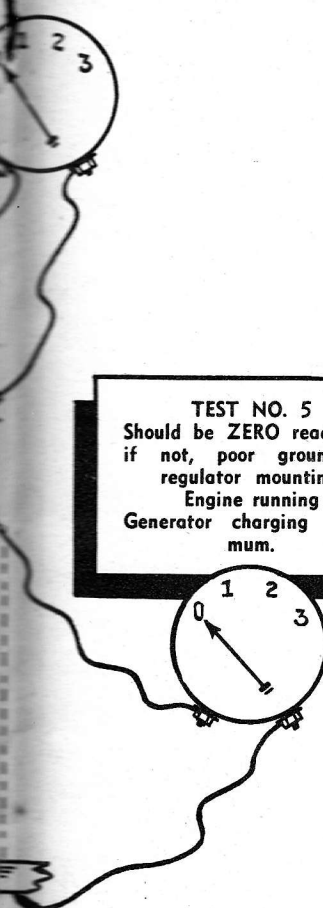 1 2 3
TEST NO. 5
Should be ZERO rea
if not, poor groun
regulator mountin
Engine running
Generator charging
mum.
0 1 2 3